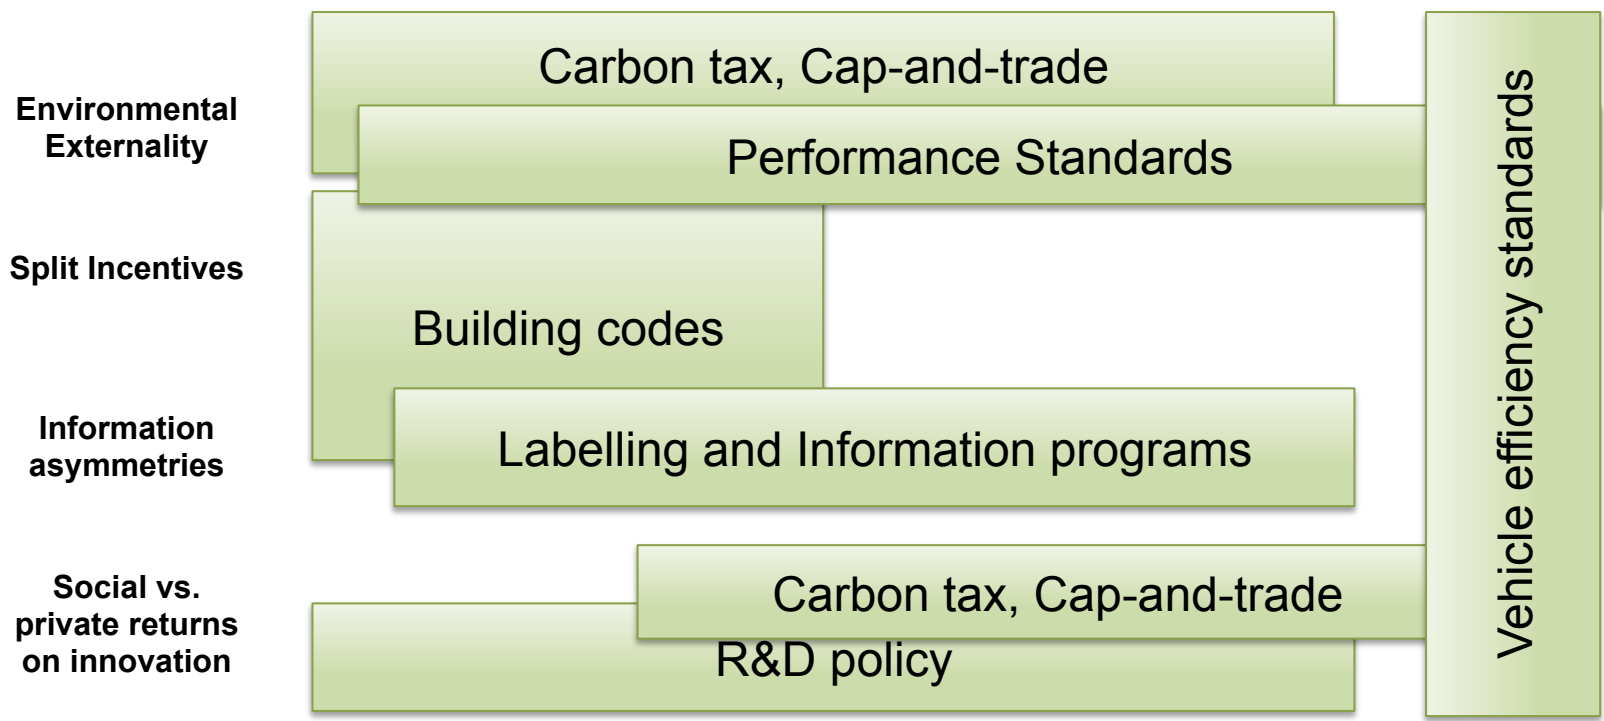 Carbon tax, Cap-and-trade
Environmental
Externality
Performance Standards
Split Incentives
Building codes
Information
asymmetries
Labelling and Information programs
Social vs.
private returns
on innovation
Carbon tax, Cap-and-trade
R&D policy
Vehicle efficiency standards